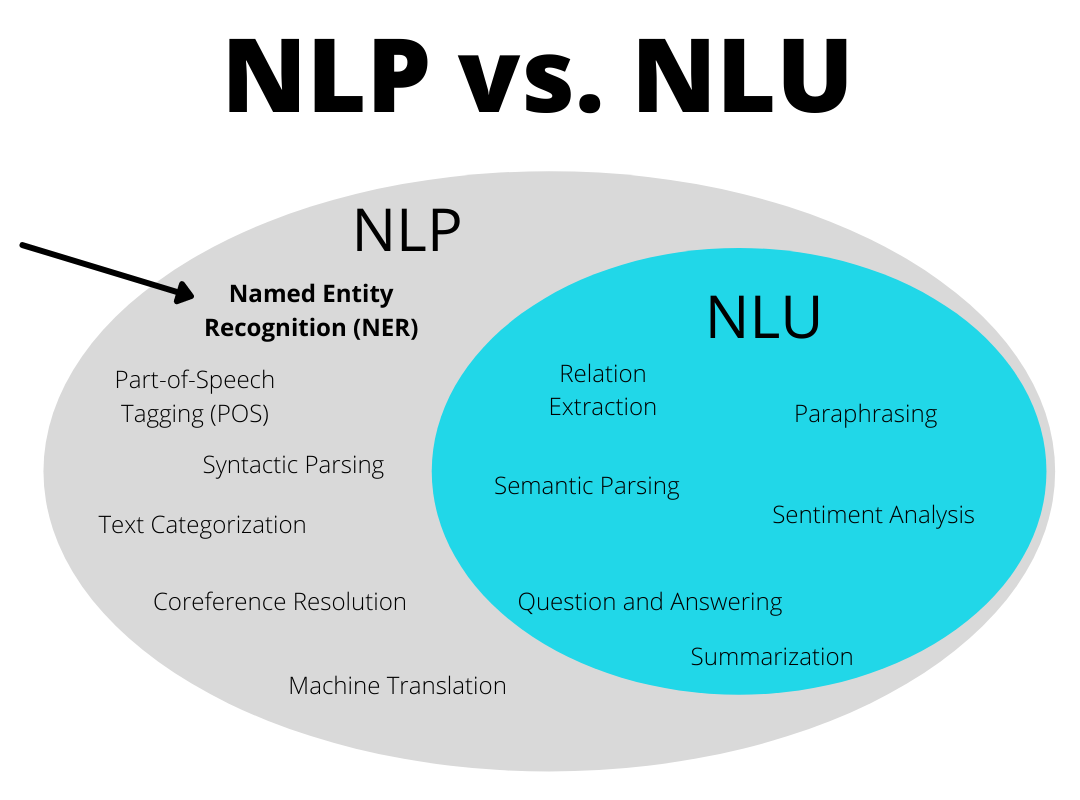 NLP vs. NLU
NLP
Named Entity
Recognition (NER)
Part-of-Speech
Tagging (POS)
Syntactic Parsing
Text Categorization
Coreference Resolution
Machine Translation
NLU
Relation
Extraction
Paraphrasing
Semantic Parsing
Sentiment Analysis
Question and Answering
Summarization